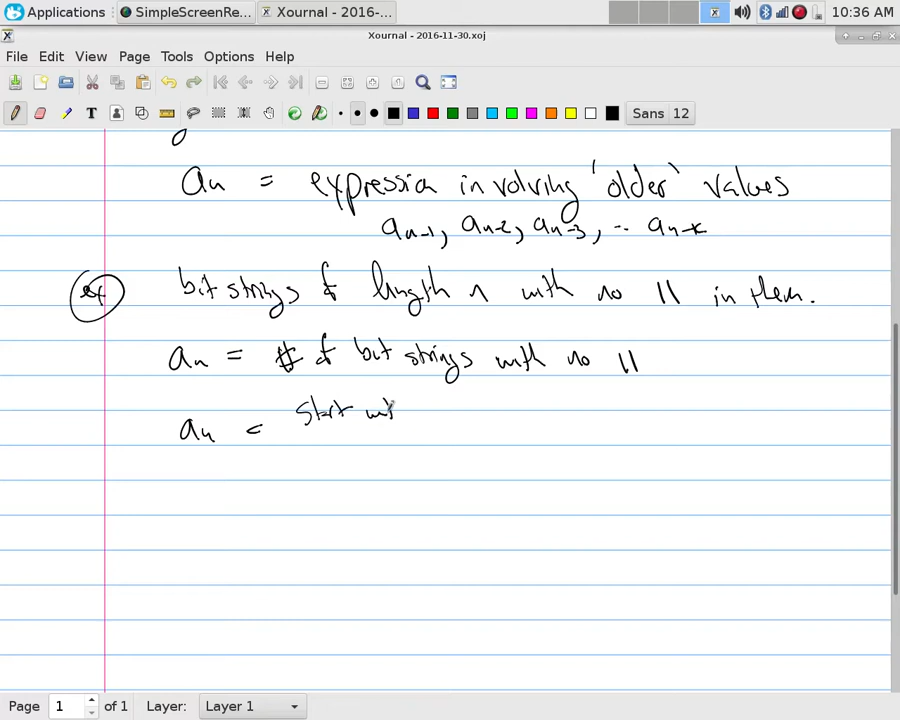 Applications SimpleScreenRe... Xournal - 2016-... 10:36 AM
Xournal - 2016-11-30.xoj
File Edit View Page Tools Options Help
T Sans 12
an = expression involving 'older' values
an-1, an-2, an-3, ... an-k
ex bit strings of length n with no 11 in them.
an = # of bit strings with no 11
an = Start wit
Page 1 of 1 Layer: Layer 1